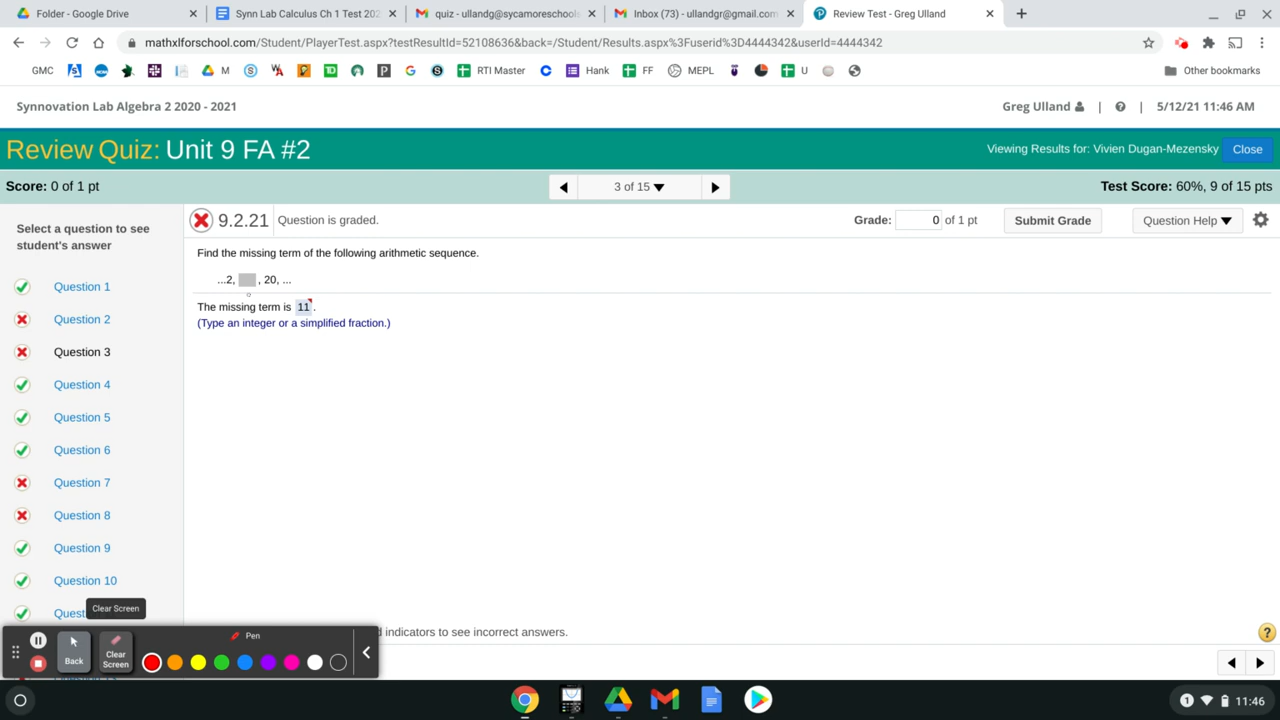 Folder - Google Drive
Synn Lab Calculus Ch 1 Test 202
quiz - ullandg@sycamoreschools
Inbox (73) - ullandgr@gmail.com
Review Test - Greg Ulland
mathxlforschool.com/Student/PlayerTest.aspx?testResultId=52108636&back=/Student/Results.aspx%3Fuserid%3D4444342&userId=4444342
GMC M RTI Master Hank FF MEPL U Other bookmarks
Synnovation Lab Algebra 2 2020 - 2021
Greg Ulland | | 5/12/21 11:46 AM
Review Quiz: Unit 9 FA #2
Viewing Results for: Vivien Dugan-Mezensky Close
Score: 0 of 1 pt
3 of 15
Test Score: 60%, 9 of 15 pts
Select a question to see student's answer
9.2.21 Question is graded.
Grade: 0 of 1 pt Submit Grade Question Help
Find the missing term of the following arithmetic sequence.
...2, , 20, ...
The missing term is 11.
(Type an integer or a simplified fraction.)
Question 1
Question 2
Question 3
Question 4
Question 5
Question 6
Question 7
Question 8
Question 9
Question 10
Clear Screen
Pen
Back
Clear Screen
indicators to see incorrect answers.
1 11:46